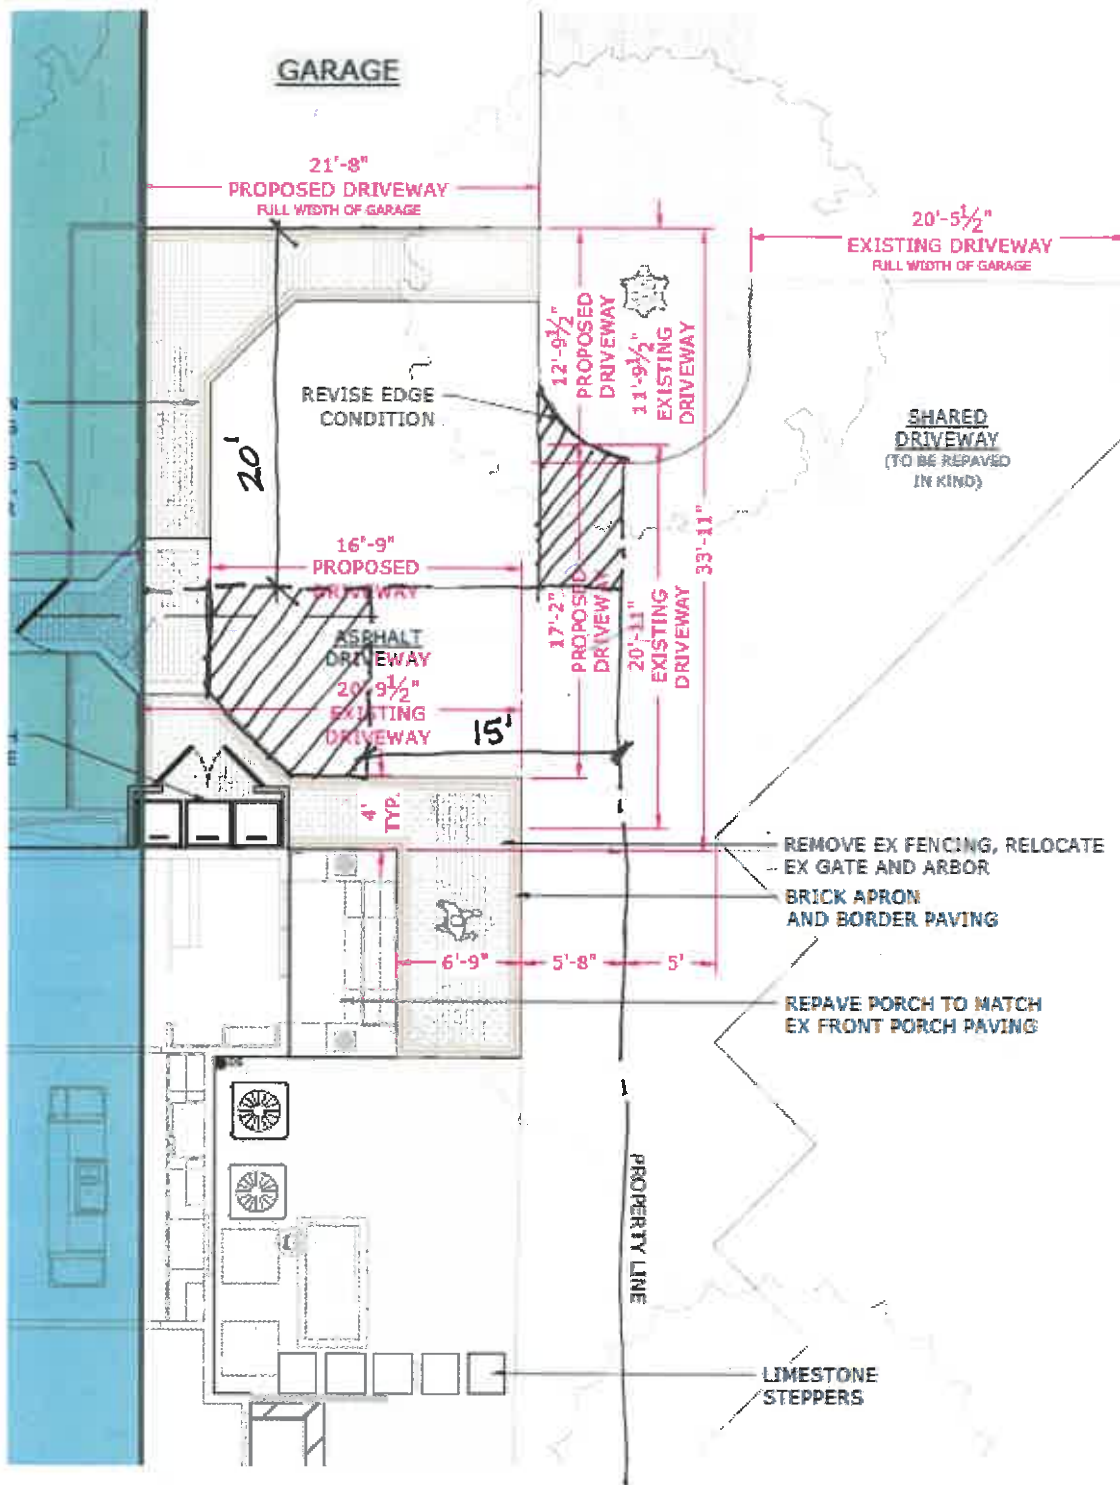 GARAGE
21'-8"
PROPOSED DRIVEWAY
FULL WIDTH OF GARAGE
20'-5½"
EXISTING DRIVEWAY
FULL WIDTH OF GARAGE
12'-9½"
PROPOSED
DRIVEWAY
11'-9½"
EXISTING
DRIVEWAY
REVISE EDGE
CONDITION
SHARED
DRIVEWAY
(TO BE REPAVED
IN KIND)
20'
33'-11"
16'-9"
PROPOSED
DRIVEWAY
17'-2"
PROPOSED
DRIVEWAY
20'-11"
EXISTING
DRIVEWAY
ASPHALT
DRIVEWAY
20'-9½"
EXISTING
DRIVEWAY
15'
4'
TYP.
REMOVE EX FENCING, RELOCATE
EX GATE AND ARBOR
BRICK APRON
AND BORDER PAVING
6'-9"
5'-8"
5'
REPAVE PORCH TO MATCH
EX FRONT PORCH PAVING
PROPERTY LINE
LIMESTONE
STEPPERS